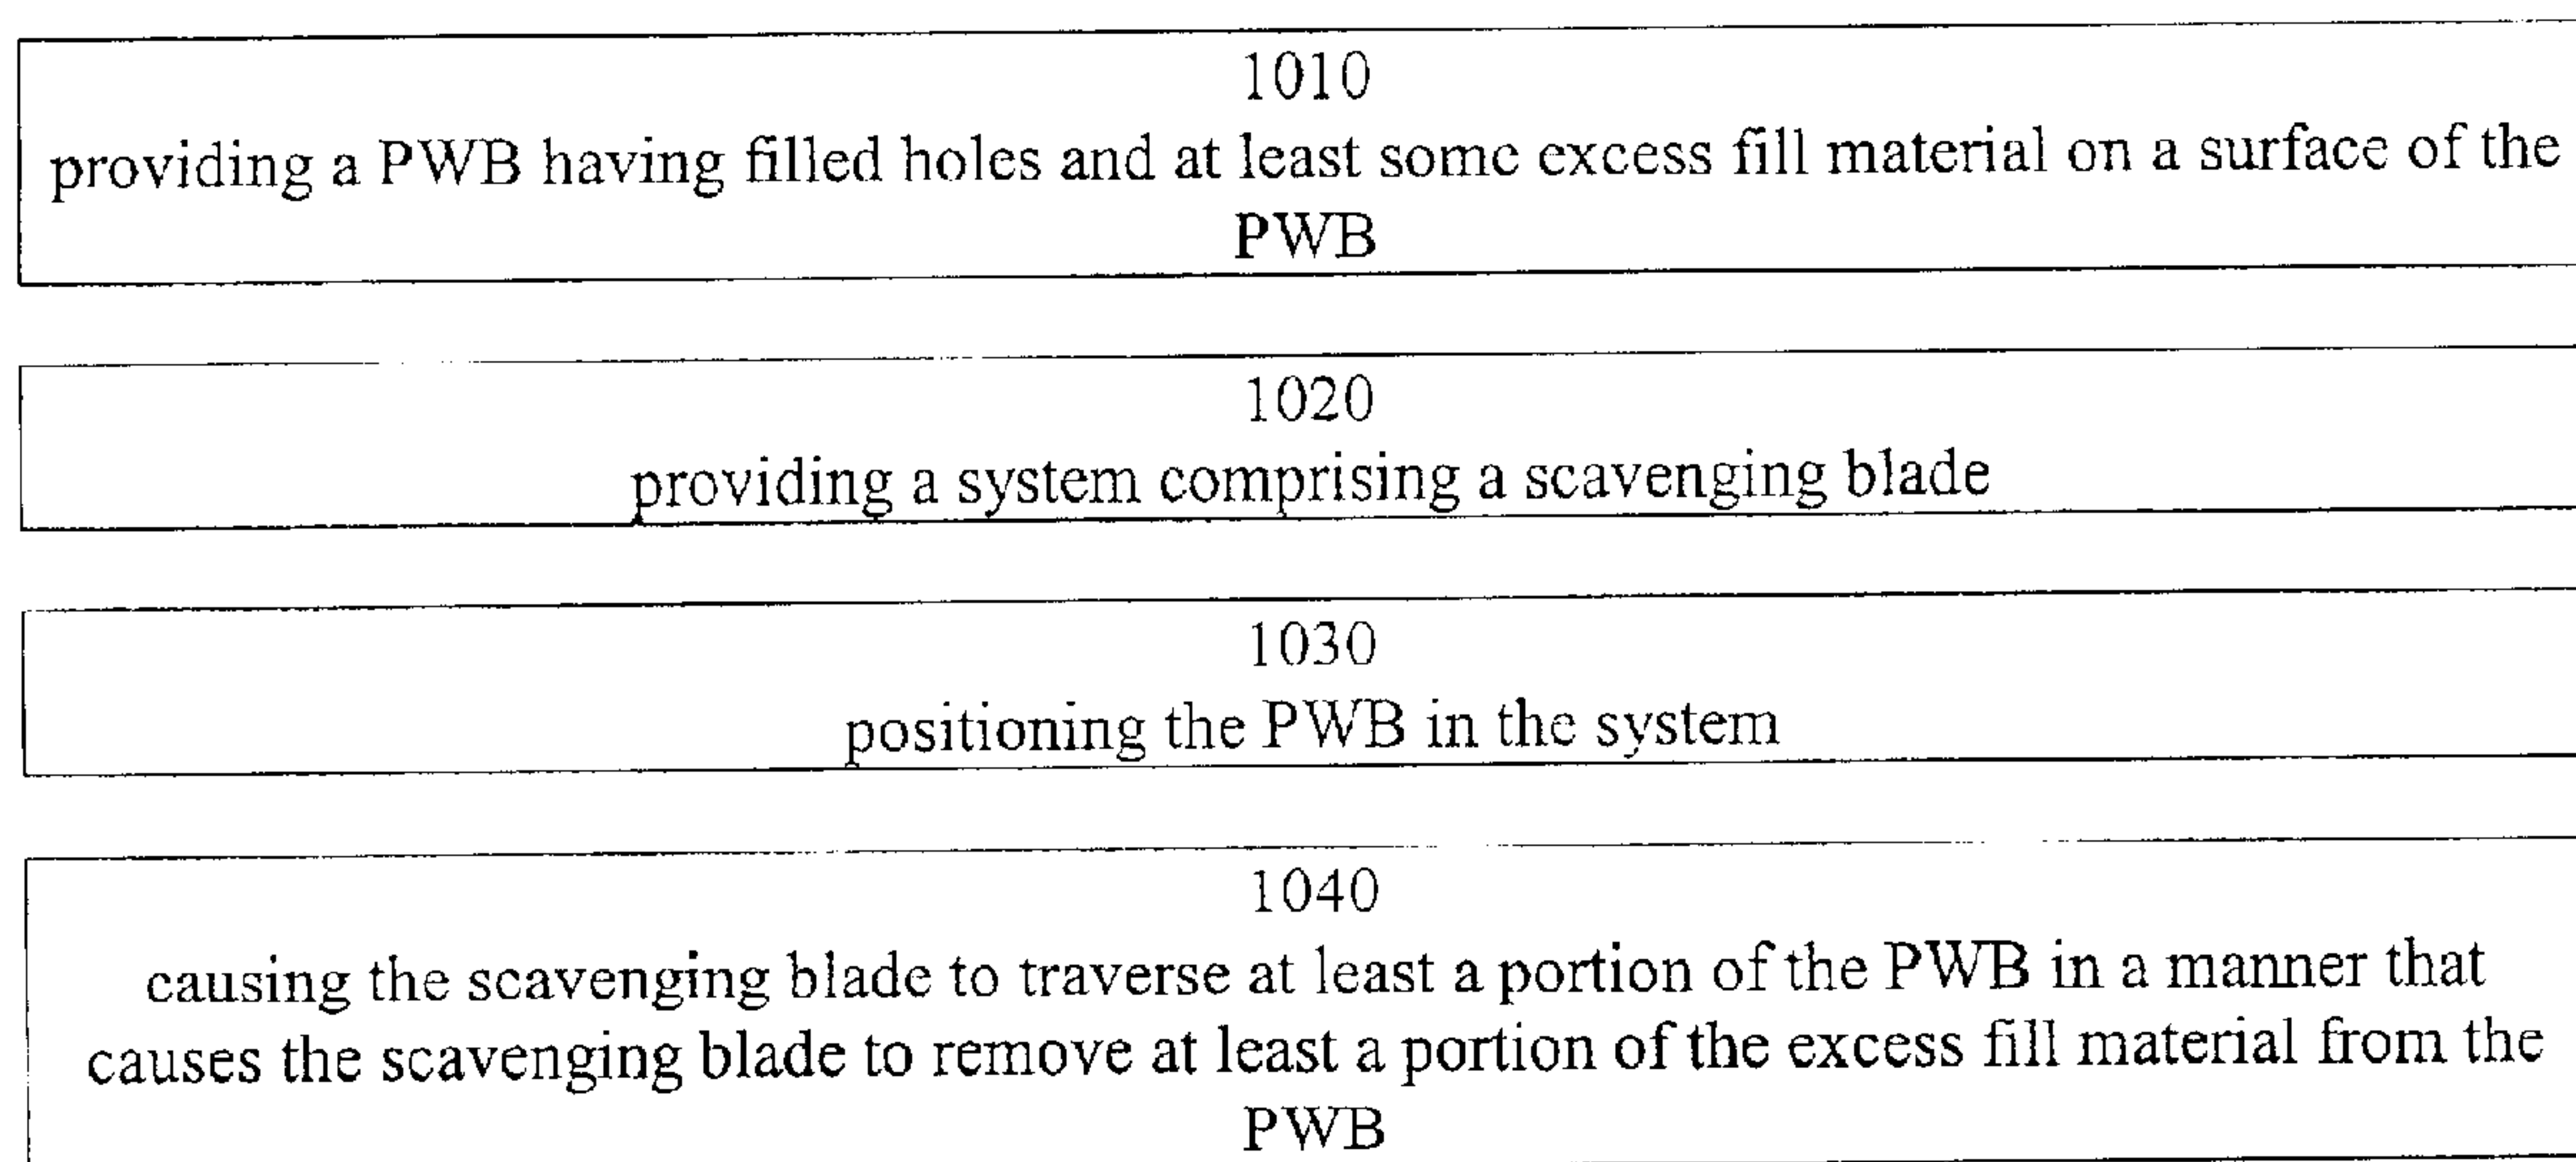 1010
providing a PWB having filled holes and at least some excess fill material on a surface of the
PWB
1020
providing a system comprising a scavenging blade
1030
positioning the PWB in the system
1040
causing the scavenging blade to traverse at least a portion of the PWB in a manner that
causes the scavenging blade to remove at least a portion of the excess fill material from the
PWB